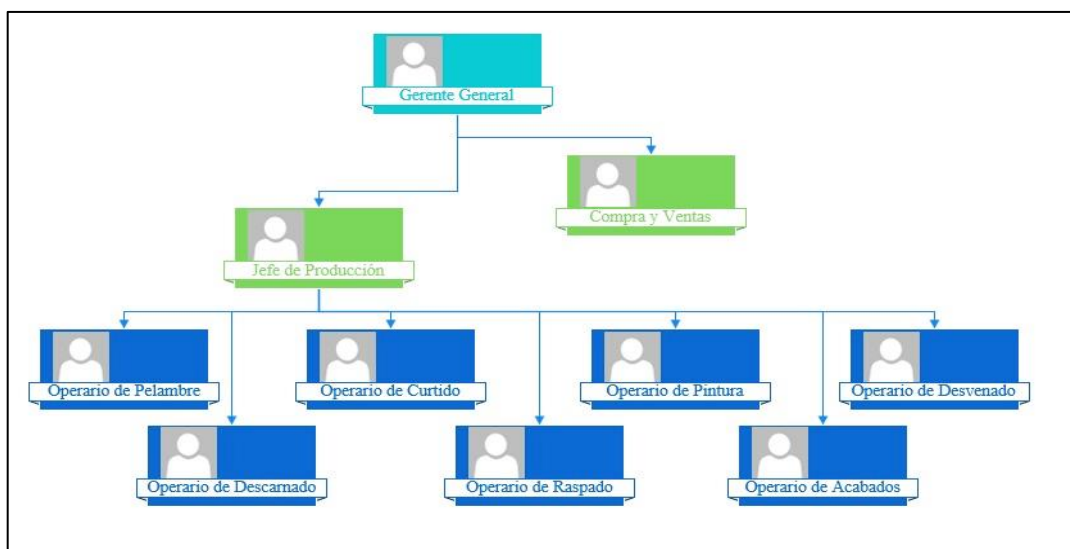 Gerente General
Compra y Ventas
Jefe de Producción
Operario de Pelambre
Operario de Curtido
Operario de Pintura
Operario de Desvenado
Operario de Descarnado
Operario de Raspado
Operario de Acabados